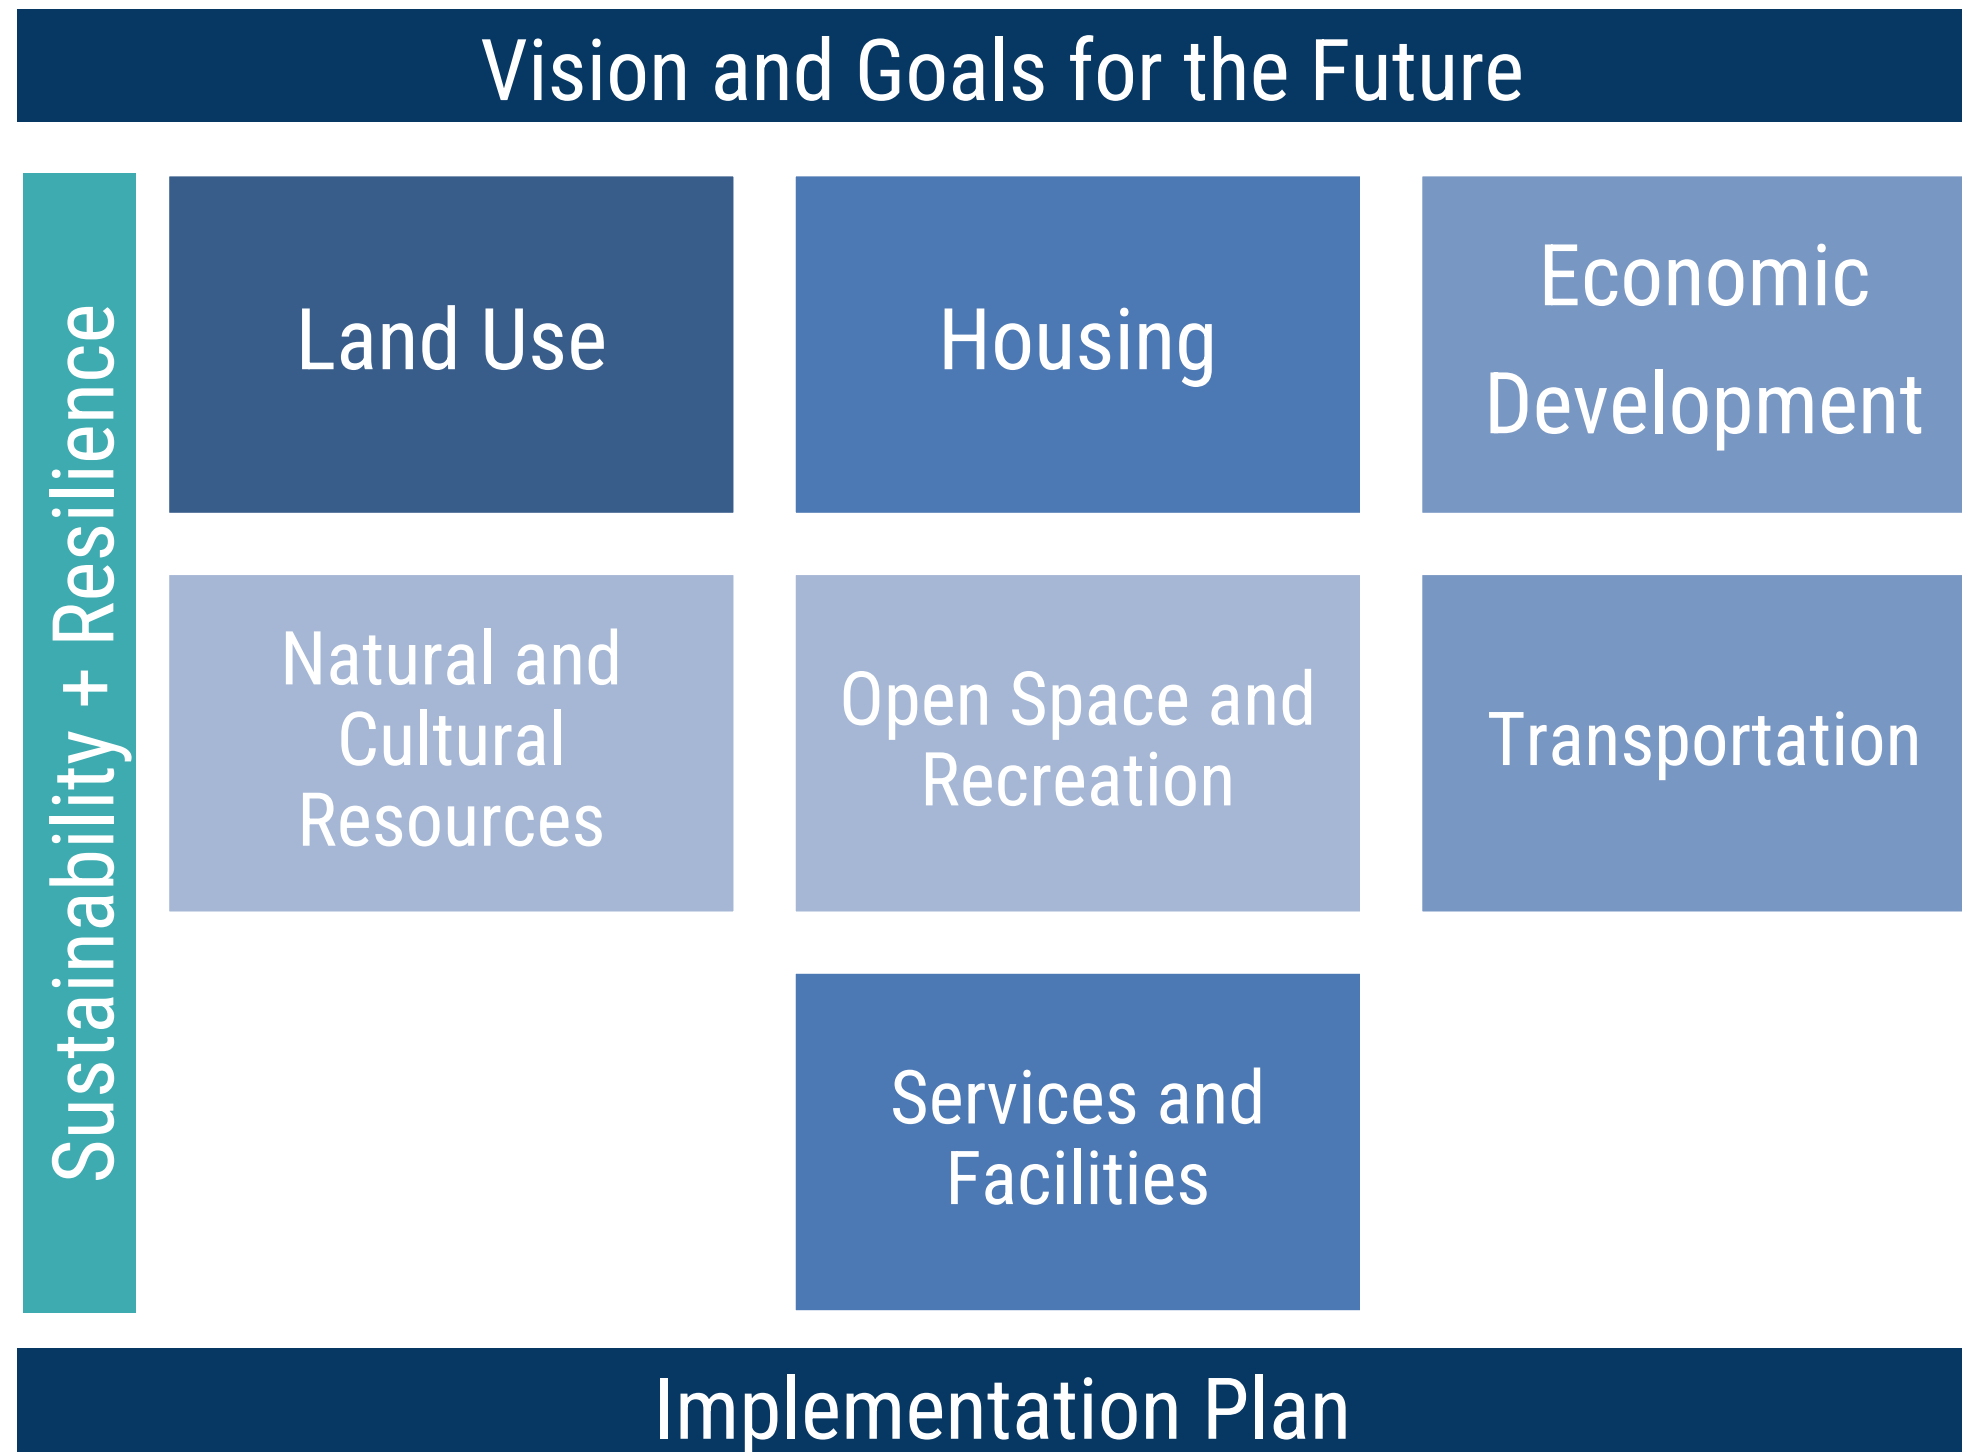 Vision and Goals for the Future
Sustainability + Resilience
Land Use
Housing
Economic
Development
Natural and
Cultural
Resources
Open Space and
Recreation
Transportation
Services and
Facilities
Implementation Plan